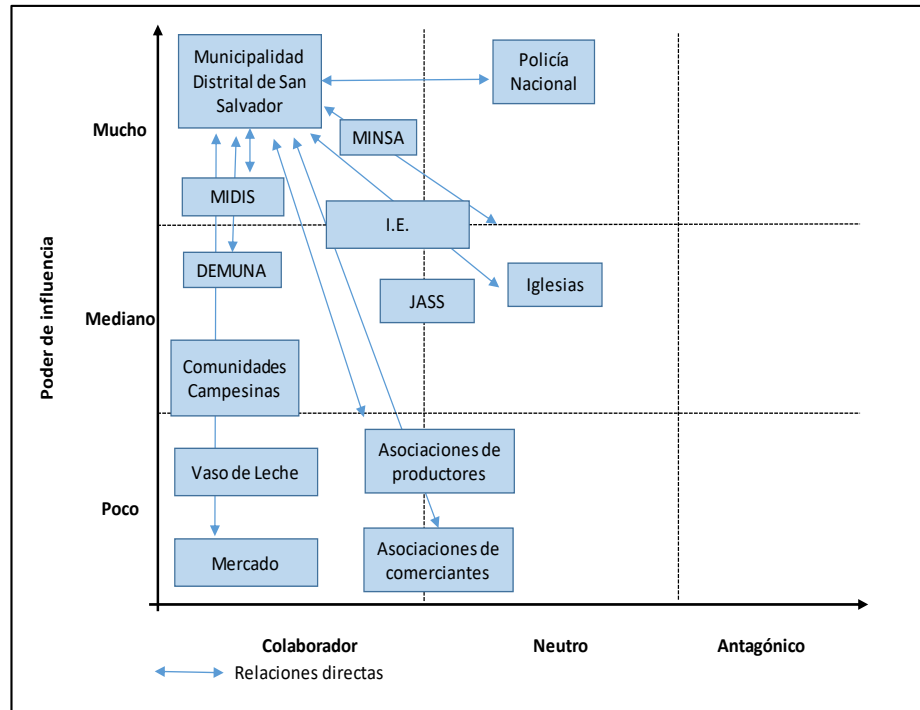 Municipalidad
Distrital de San
Salvador
Policía
Nacional
Mucho
MINSA
MIDIS
I.E.
DEMUNA
Iglesias
JASS
Mediano
Poder de influencia
Comunidades
Campesinas
Asociaciones de
productores
Vaso de Leche
Poco
Mercado
Asociaciones de
comerciantes
Colaborador
Neutro
Antagónico
Relaciones directas